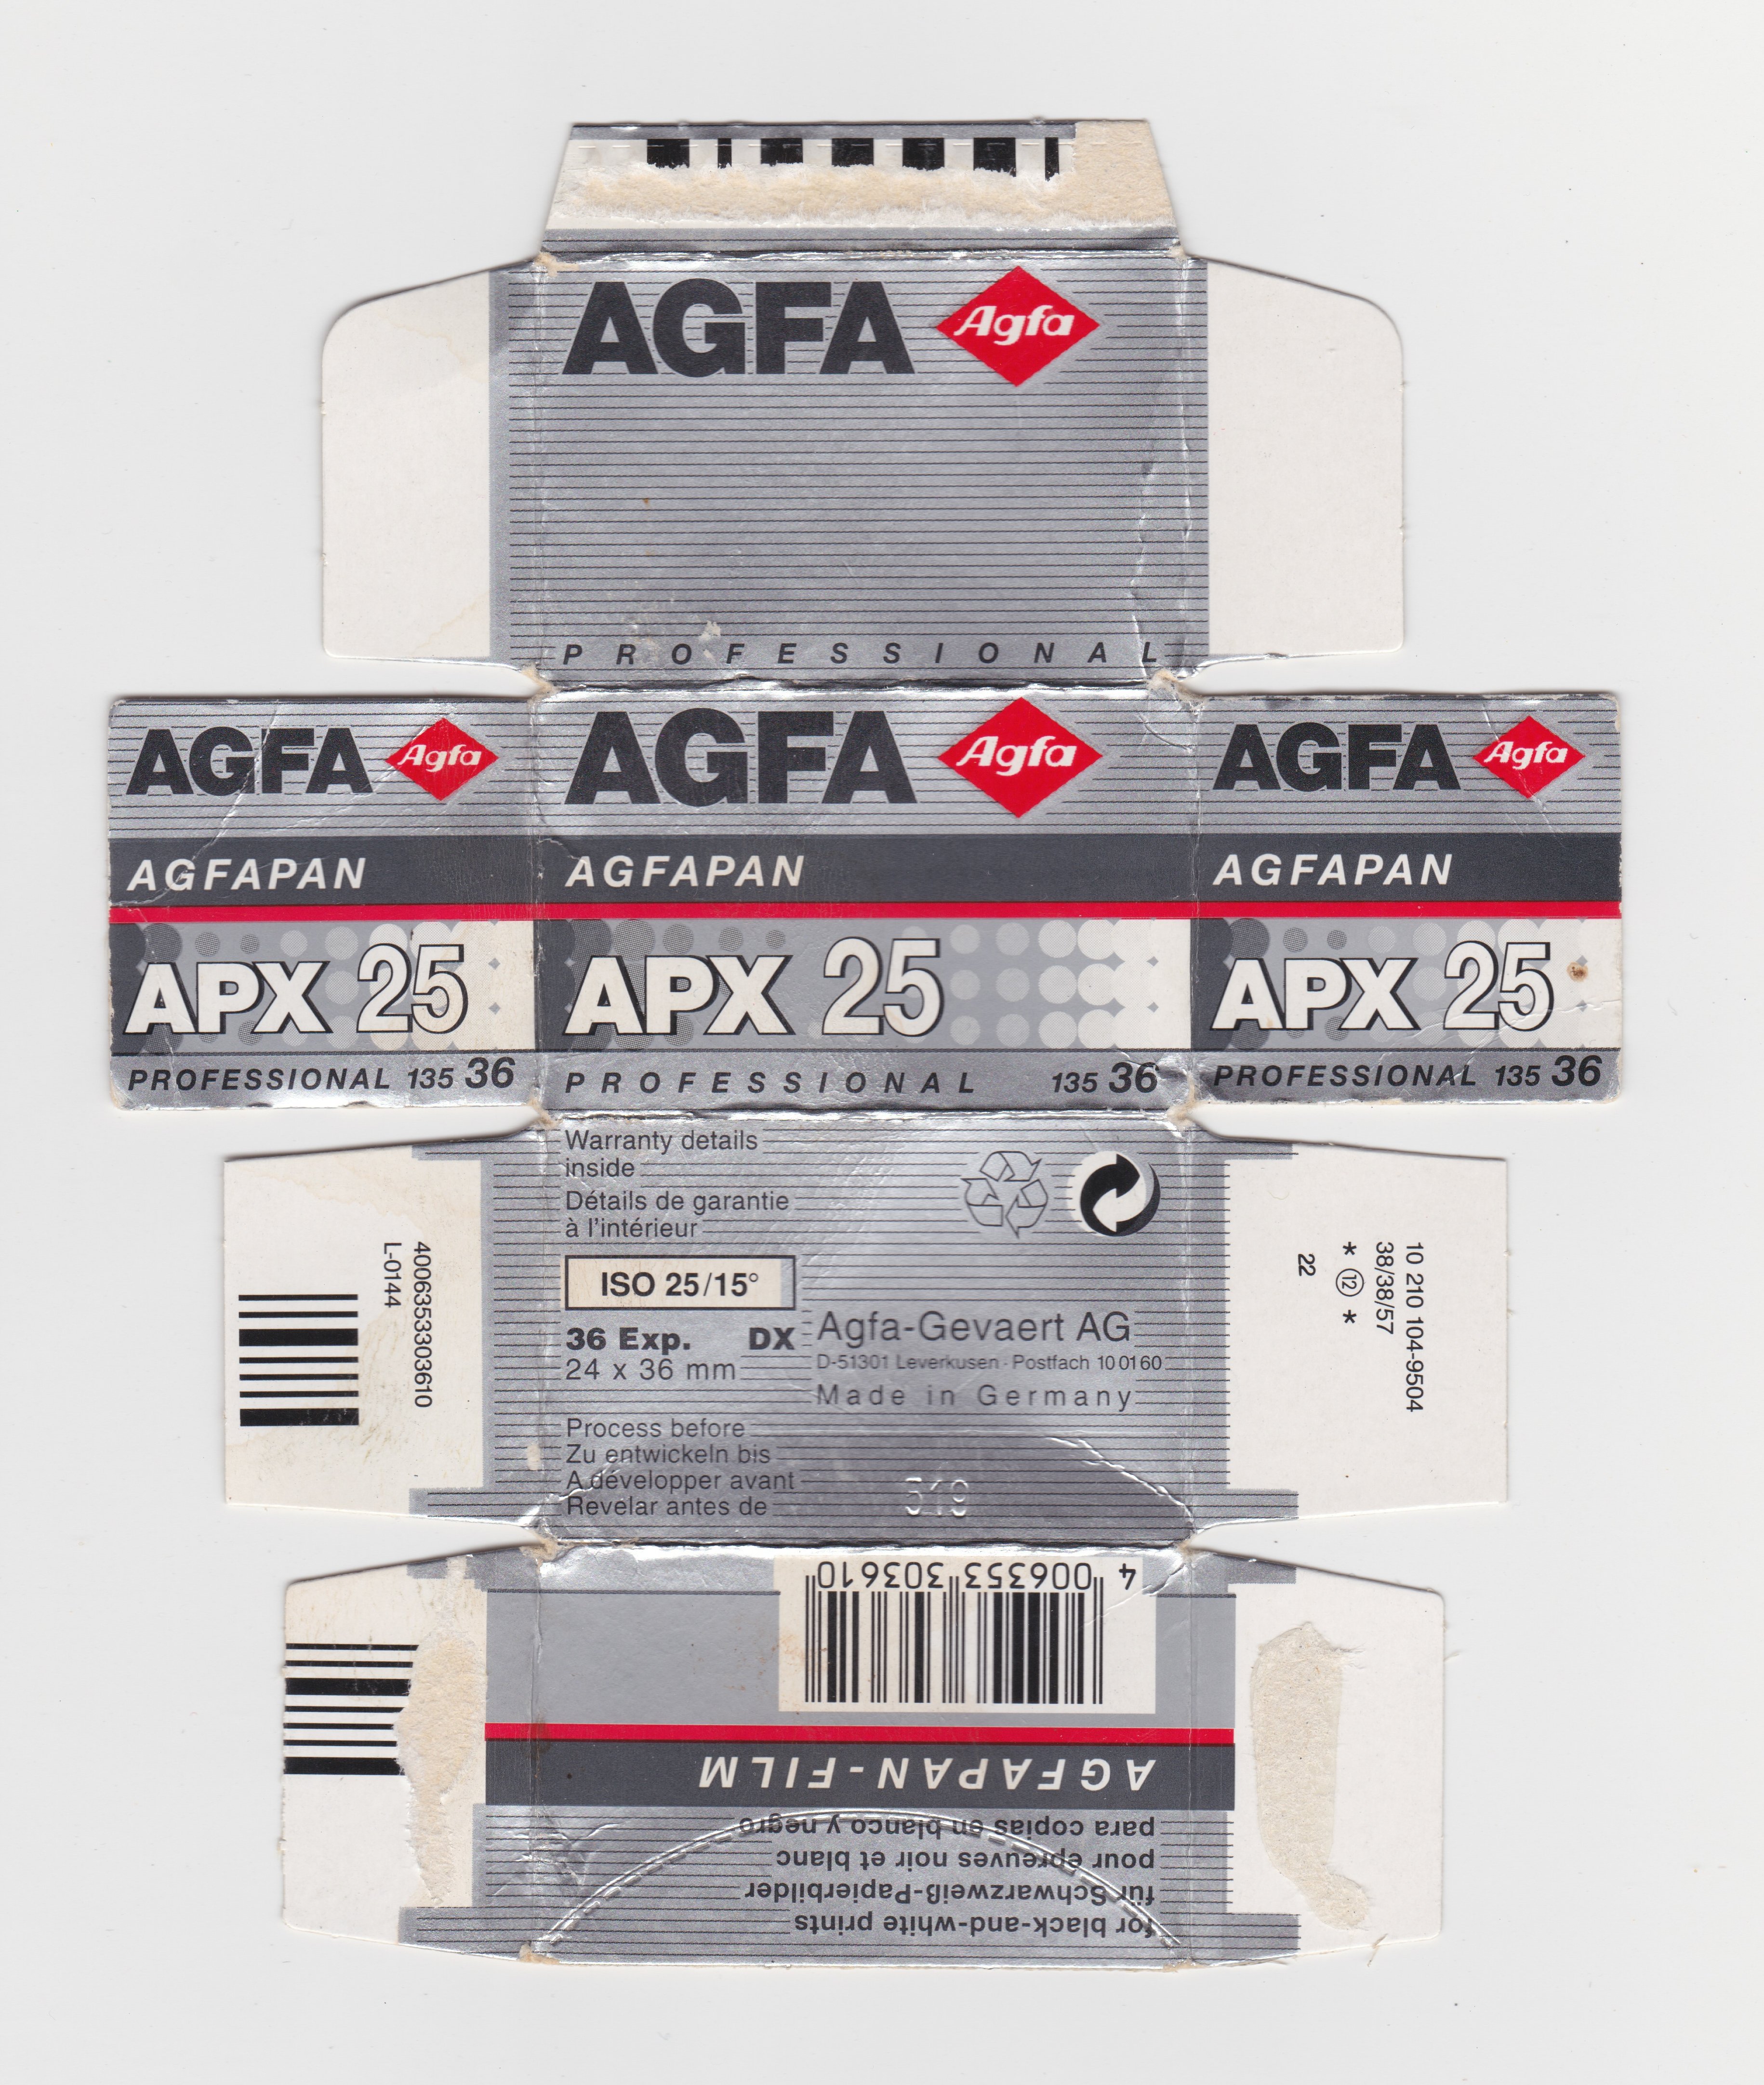 AGFA Agfa
PROFESSIONAL
AGFA Agfa
AGFAPAN
APX 25
PROFESSIONAL 135 36
AGFA Agfa
AGFAPAN
APX 25
PROFESSIONAL 135 36
AGFA Agfa
AGFAPAN
APX 25
PROFESSIONAL 135 36
4006353303610
L-0144
Warranty details
inside
Détails de garantie
à l'intérieur
ISO 25/15°
36 Exp. DX
24 x 36 mm
Agfa-Gevaert AG
D-51301 Leverkusen · Postfach 10 01 60
Made in Germany
Process before
Zu entwickeln bis
A développer avant
Revelar antes de
519
10 210 104-9504
38/38/57
* ⑫ *
22
4 006353 303610
AGFAPAN-FILM
for black-and-white prints
für Schwarzweiß-Papierbilder
pour épreuves noir et blanc
para copias en blanco y negro